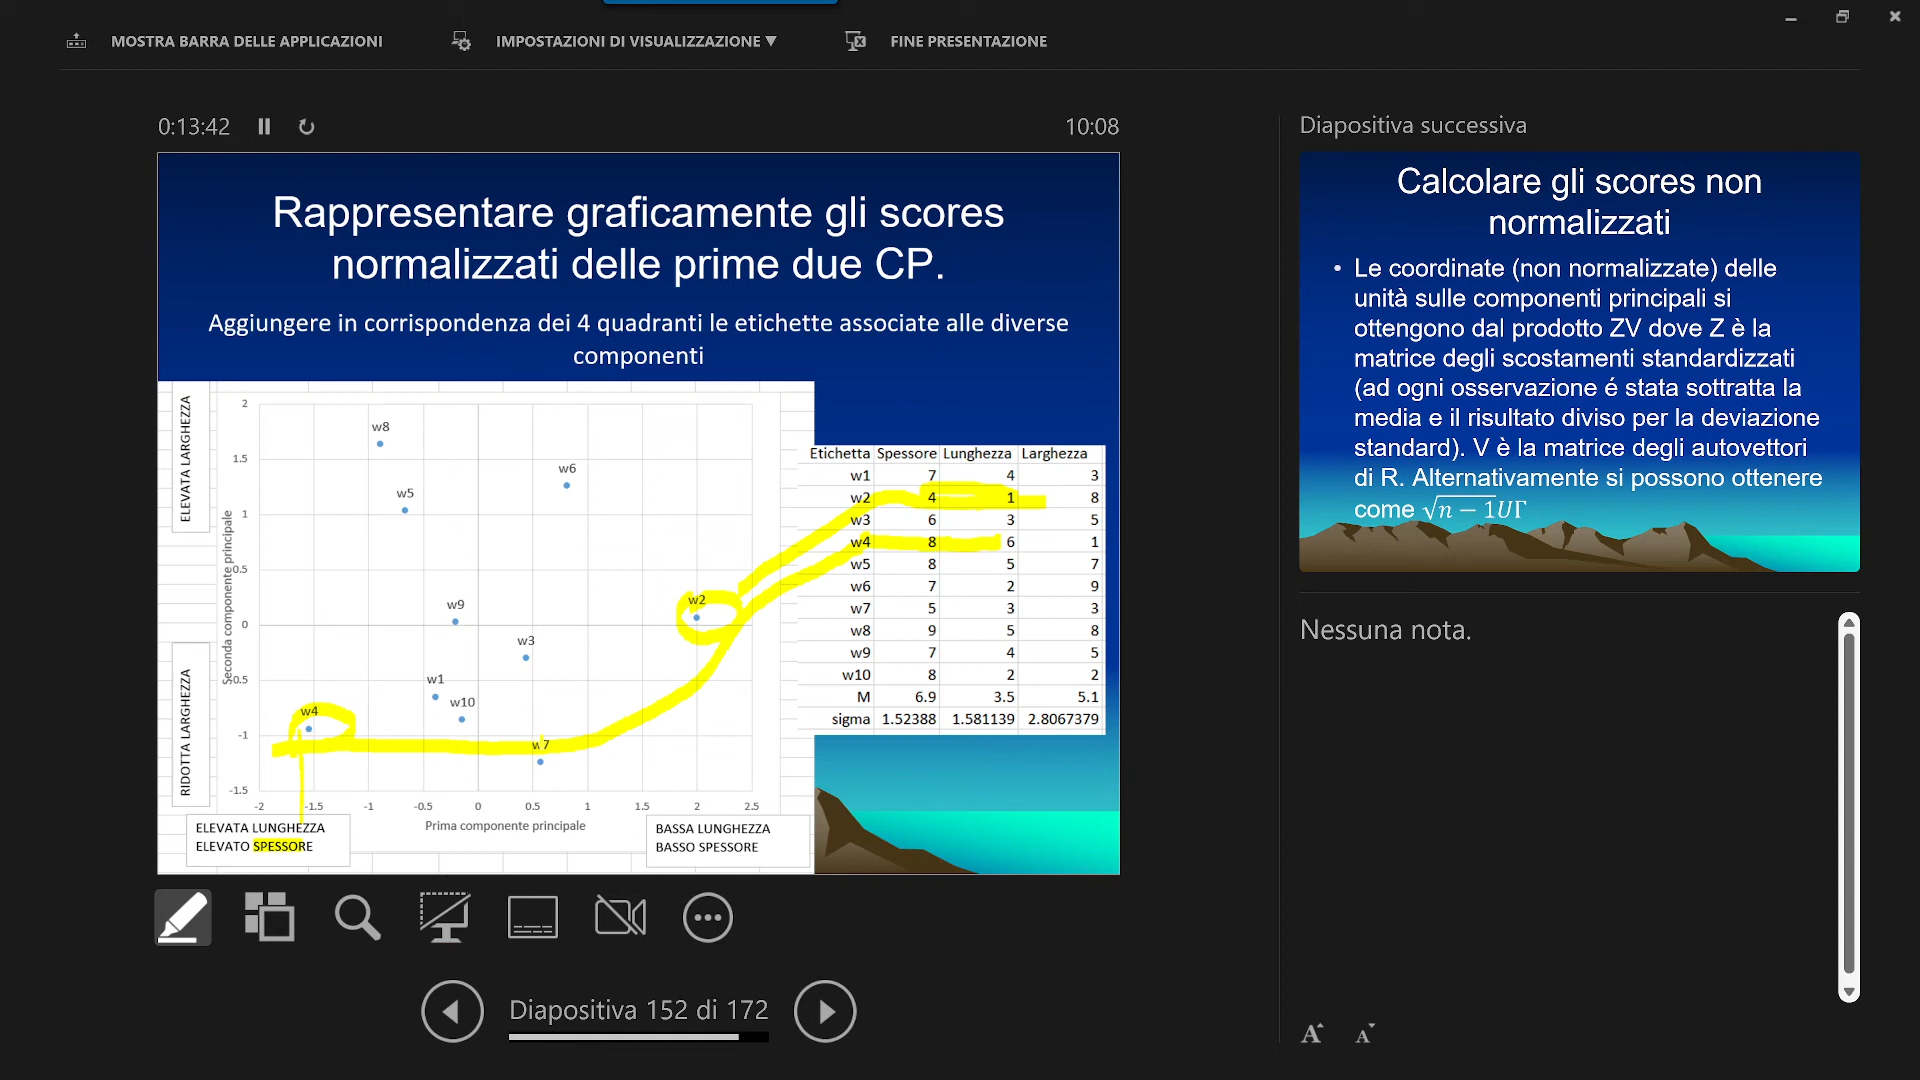 MOSTRA BARRA DELLE APPLICAZIONI
IMPOSTAZIONI DI VISUALIZZAZIONE ▼
FINE PRESENTAZIONE
0:13:42
10:08
Rappresentare graficamente gli scores
normalizzati delle prime due CP.
Aggiungere in corrispondenza dei 4 quadranti le etichette associate alle diverse
componenti
ELEVATA LARGHEZZA
RIDOTTA LARGHEZZA
Seconda componente principale
2
1.5
1
0.5
0
-0.5
-1
-1.5
w8
w6
w5
w9
w2
w3
w1
w10
w4
w7
-2 -1.5 -1 -0.5 0 0.5 1 1.5 2 2.5
Prima componente principale
ELEVATA LUNGHEZZA
ELEVATO SPESSORE
BASSA LUNGHEZZA
BASSO SPESSORE
Etichetta Spessore Lunghezza Larghezza
w1 7 4 3
w2 4 1 8
w3 6 3 5
w4 8 6 1
w5 8 5 7
w6 7 2 9
w7 5 3 3
w8 9 5 8
w9 7 4 5
w10 8 2 2
M 6.9 3.5 5.1
sigma 1.52388 1.581139 2.8067379
Diapositiva 152 di 172
Diapositiva successiva
Calcolare gli scores non
normalizzati
• Le coordinate (non normalizzate) delle
unità sulle componenti principali si
ottengono dal prodotto ZV dove Z è la
matrice degli scostamenti standardizzati
(ad ogni osservazione é stata sottratta la
media e il risultato diviso per la deviazione
standard). V è la matrice degli autovettori
di R. Alternativamente si possono ottenere
come √n − 1UΓ
Nessuna nota.
A A